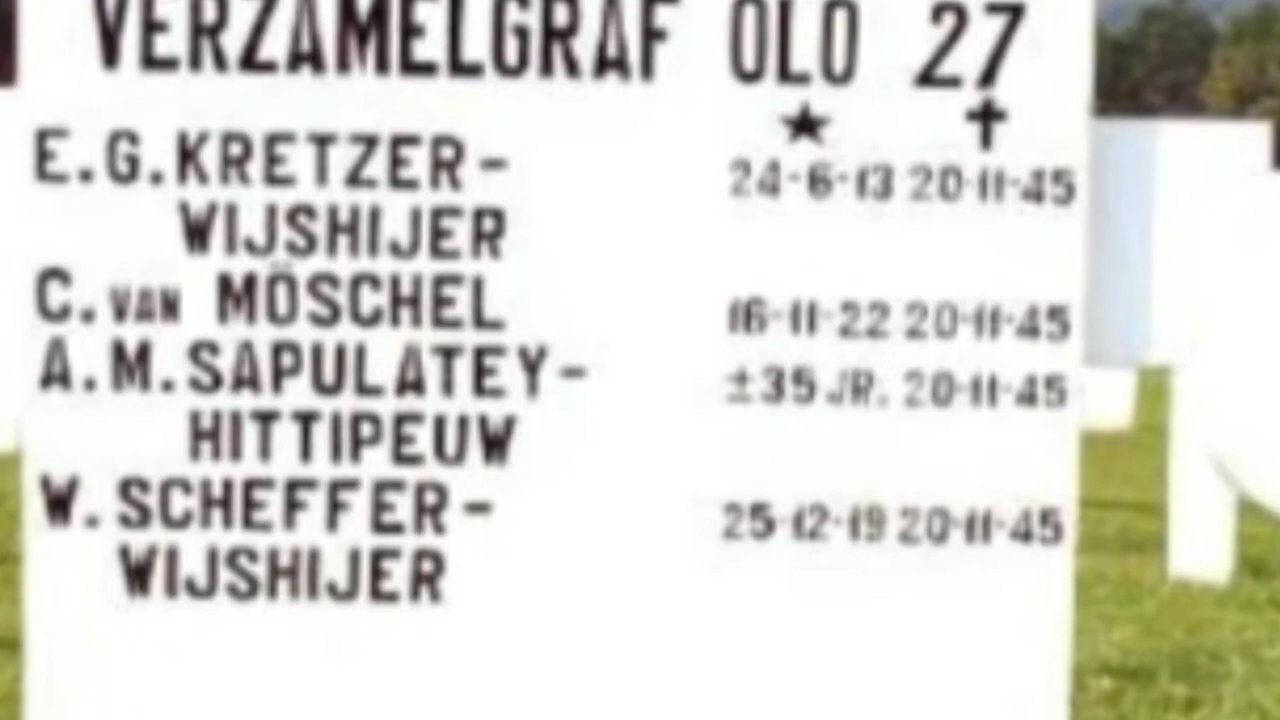 VERZAMELGRAF OLO 27
★ ✝
E.G.KRETZER- 24-6-13 20-11-45
WIJSHIJER
C. VAN MÖSCHEL 16-11-22 20-11-45
A.M.SAPULATEY- ±35 JR. 20-11-45
HITTIPEUW
W. SCHEFFER- 25-12-19 20-11-45
WIJSHIJER